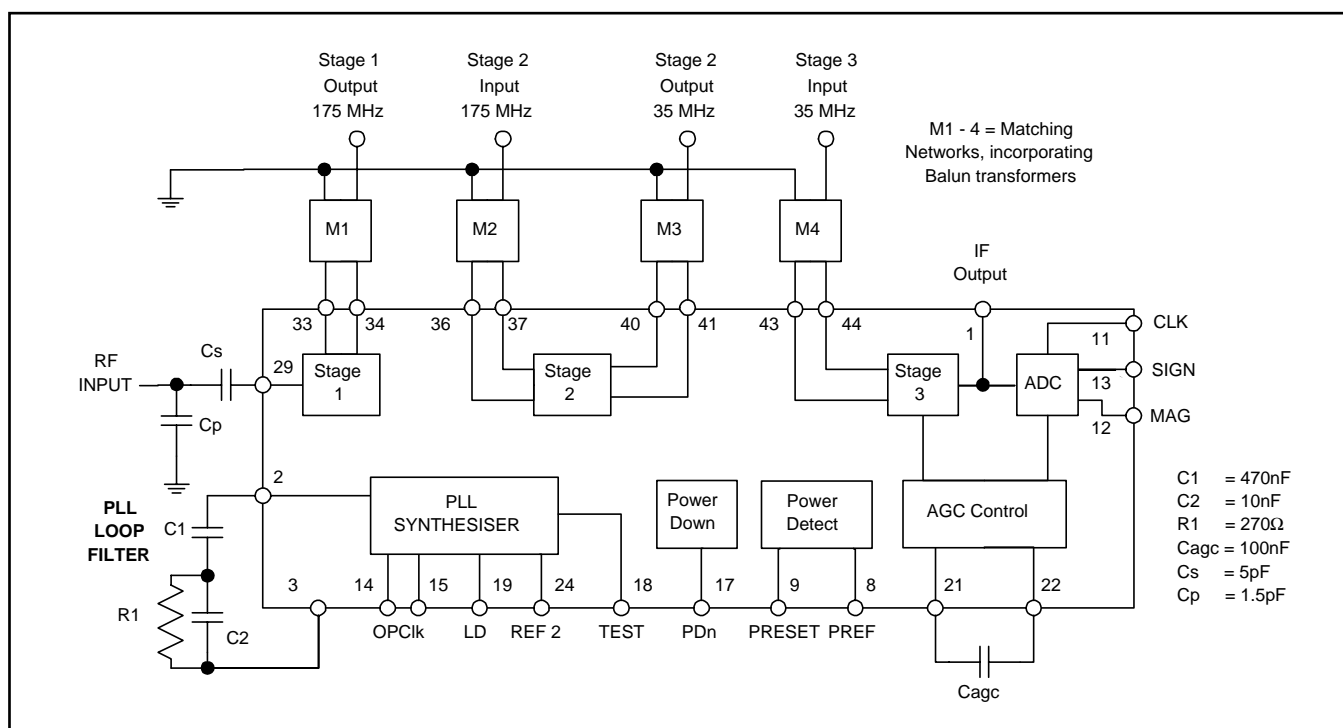 Stage 1
Output
175 MHz
Stage 2
Input
175 MHz
Stage 2
Output
35 MHz
Stage 3
Input
35 MHz
M1 - 4 = Matching
Networks, incorporating
Balun transformers
M1
M2
M3
M4
IF
Output
33
34
36
37
40
41
43
44
1
11
CLK
RF
INPUT
Cs
29
Stage
1
Stage
2
Stage
3
ADC
13
SIGN
12
MAG
Cp
2
PLL
LOOP
FILTER
C1
PLL
SYNTHESISER
Power
Down
Power
Detect
AGC Control
C1 = 470nF
C2 = 10nF
R1 = 270Ω
Cagc = 100nF
Cs = 5pF
Cp = 1.5pF
R1
C2
3
14
15
19
24
18
17
9
8
21
22
OPClk
LD
REF 2
TEST
PDn
PRESET
PREF
Cagc